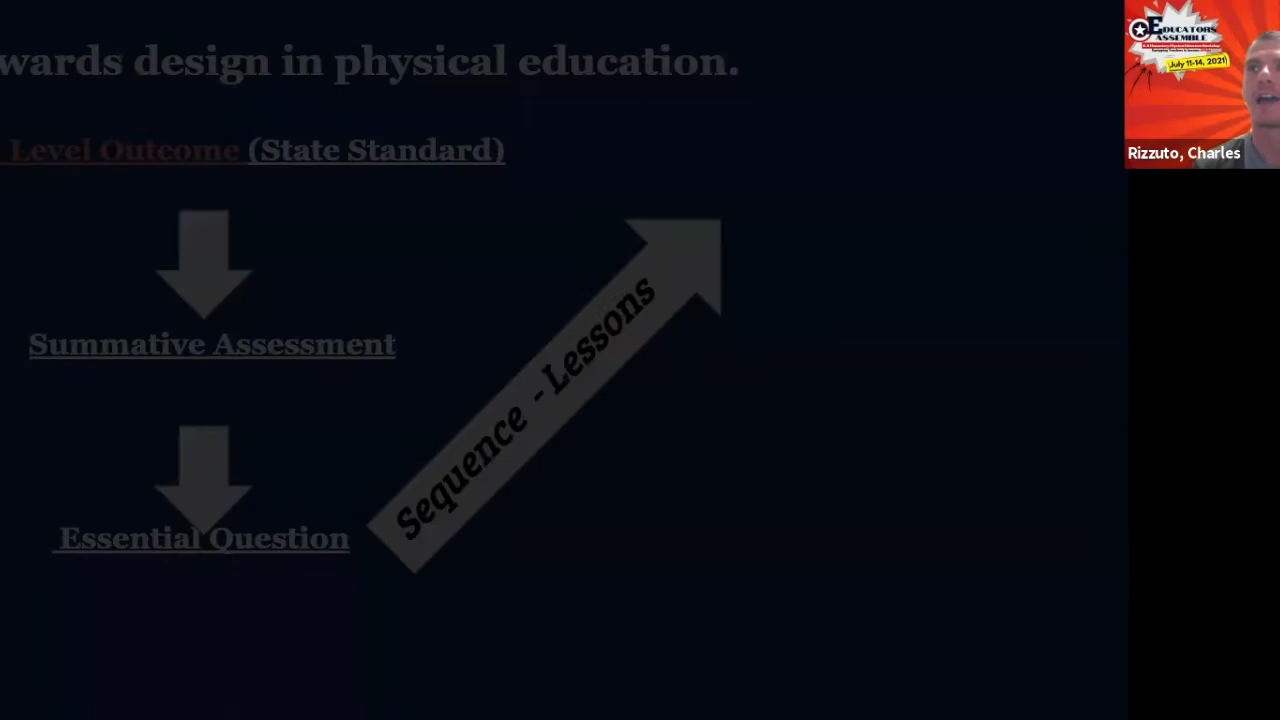 wards design in physical education.
Level Outcome (State Standard)
Summative Assessment
Sequence - Lessons
Essential Question
EDUCATORS
ASSEMBLE
July 11-14, 2021
Rizzuto, Charles